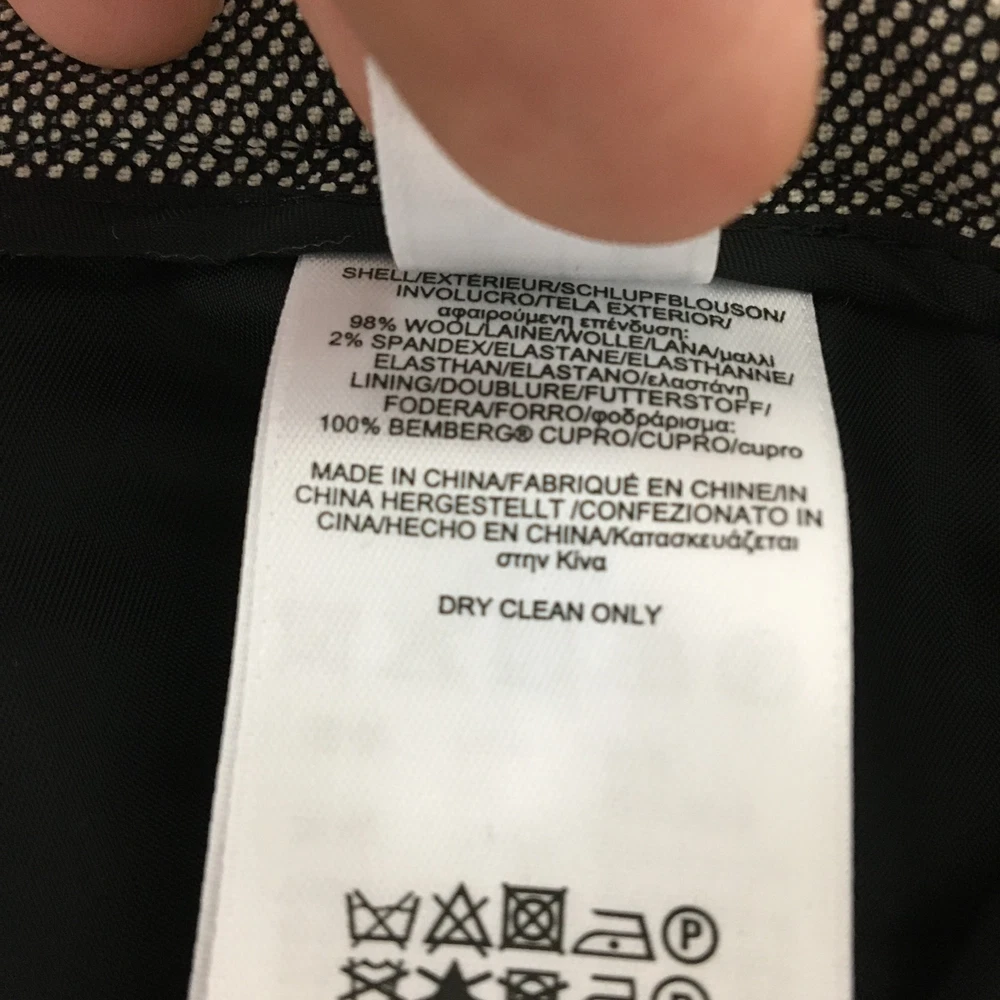 SHELL/EXTÉRIEUR/SCHLUPFBLOUSON/
INVOLUCRO/TELA EXTERIOR/
αφαιρούμενη επένδυση:
98% WOOL/LAINE/WOLLE/LANA/μαλλί
2% SPANDEX/ELASTANE/ELASTHANNE/
ELASTHAN/ELASTANO/ελαστάνη
LINING/DOUBLURE/FUTTERSTOFF/
FODERA/FORRO/φοδράρισμα:
100% BEMBERG® CUPRO/CUPRO/cupro
MADE IN CHINA/FABRIQUÉ EN CHINE/IN
CHINA HERGESTELLT /CONFEZIONATO IN
CINA/HECHO EN CHINA/Κατασκευάζεται
στην Κίνα
DRY CLEAN ONLY
P